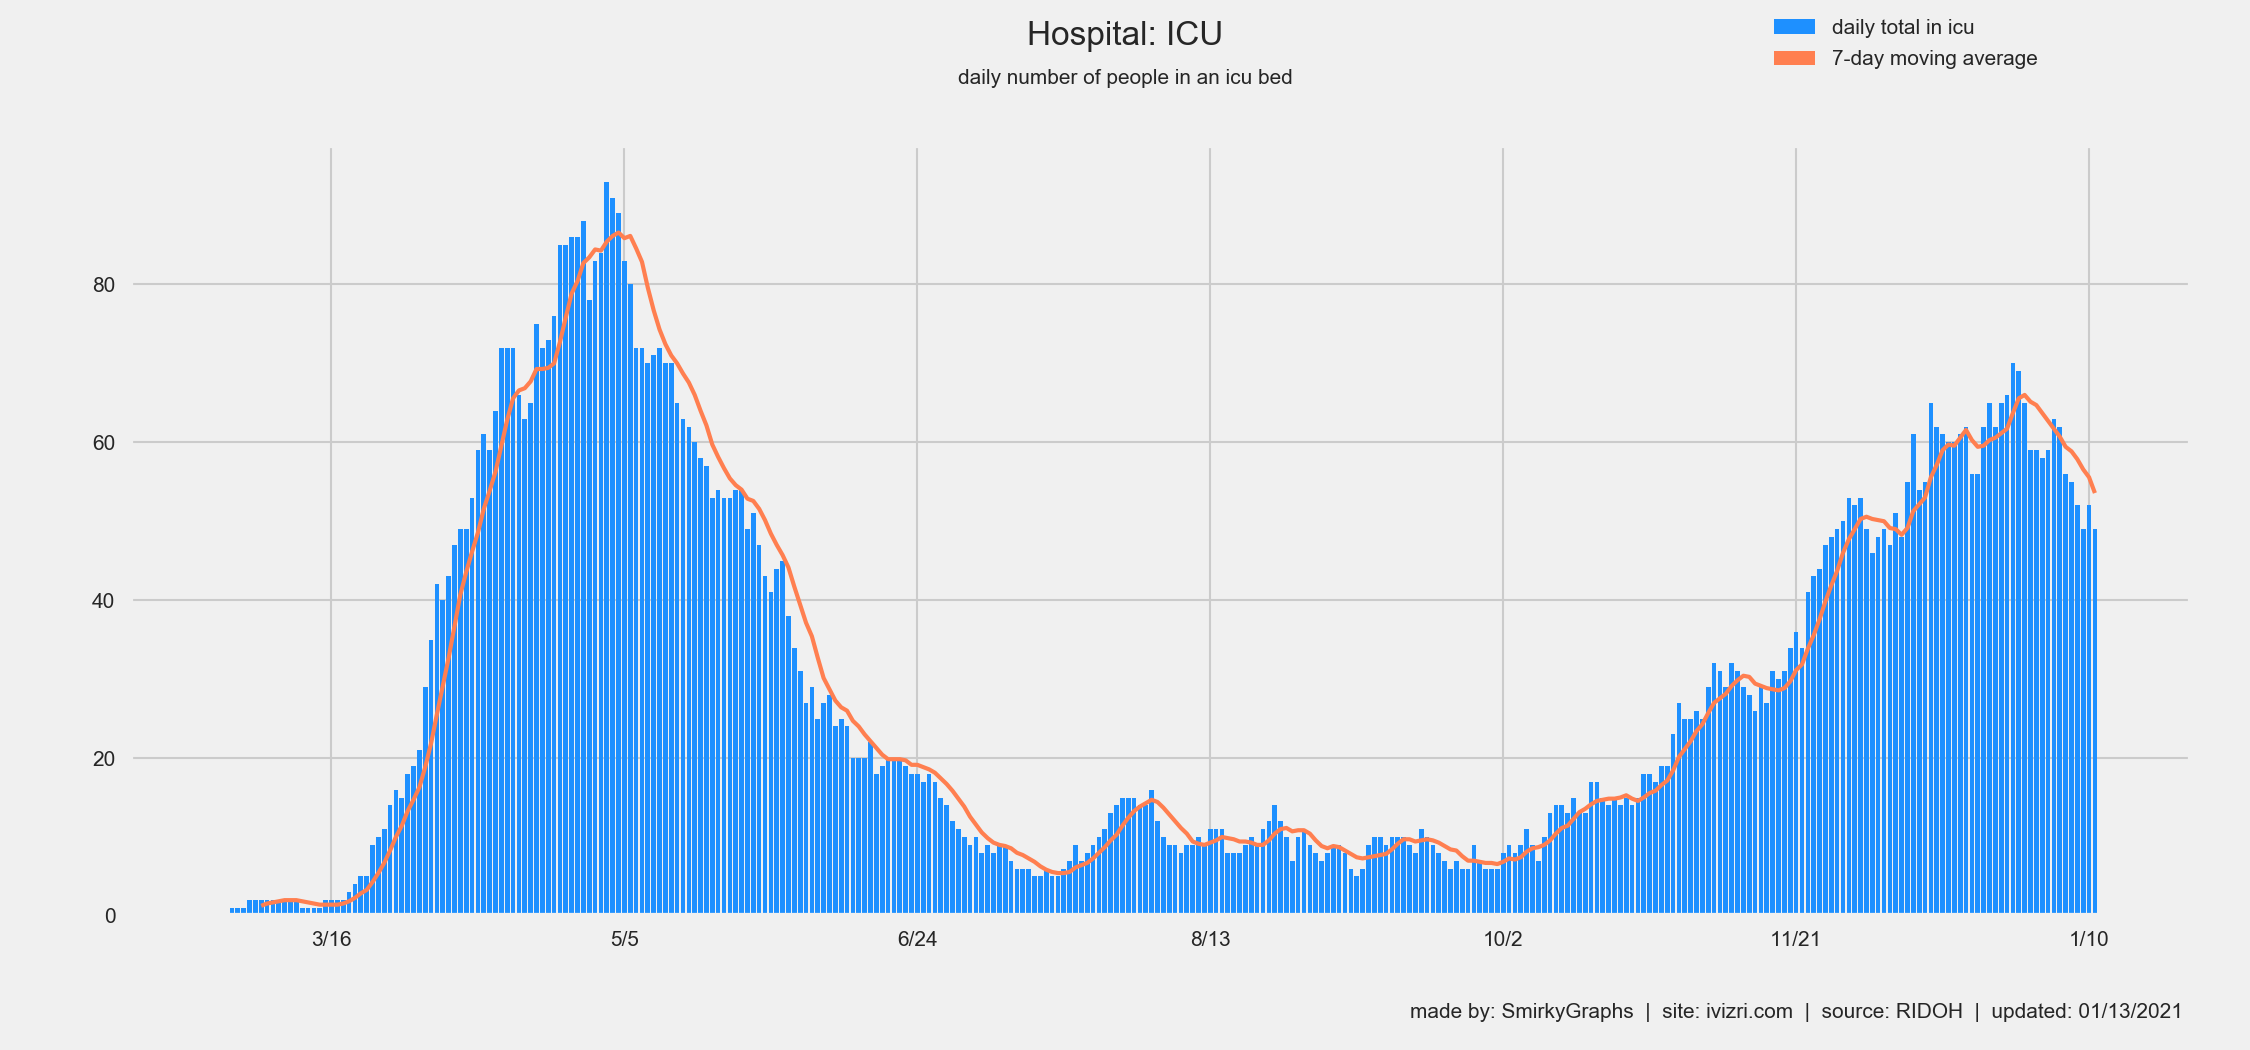 Hospital: ICU
daily number of people in an icu bed
daily total in icu
7-day moving average
80
60
40
20
0
3/16 5/5 6/24 8/13 10/2 11/21 1/10
made by: SmirkyGraphs | site: ivizri.com | source: RIDOH | updated: 01/13/2021